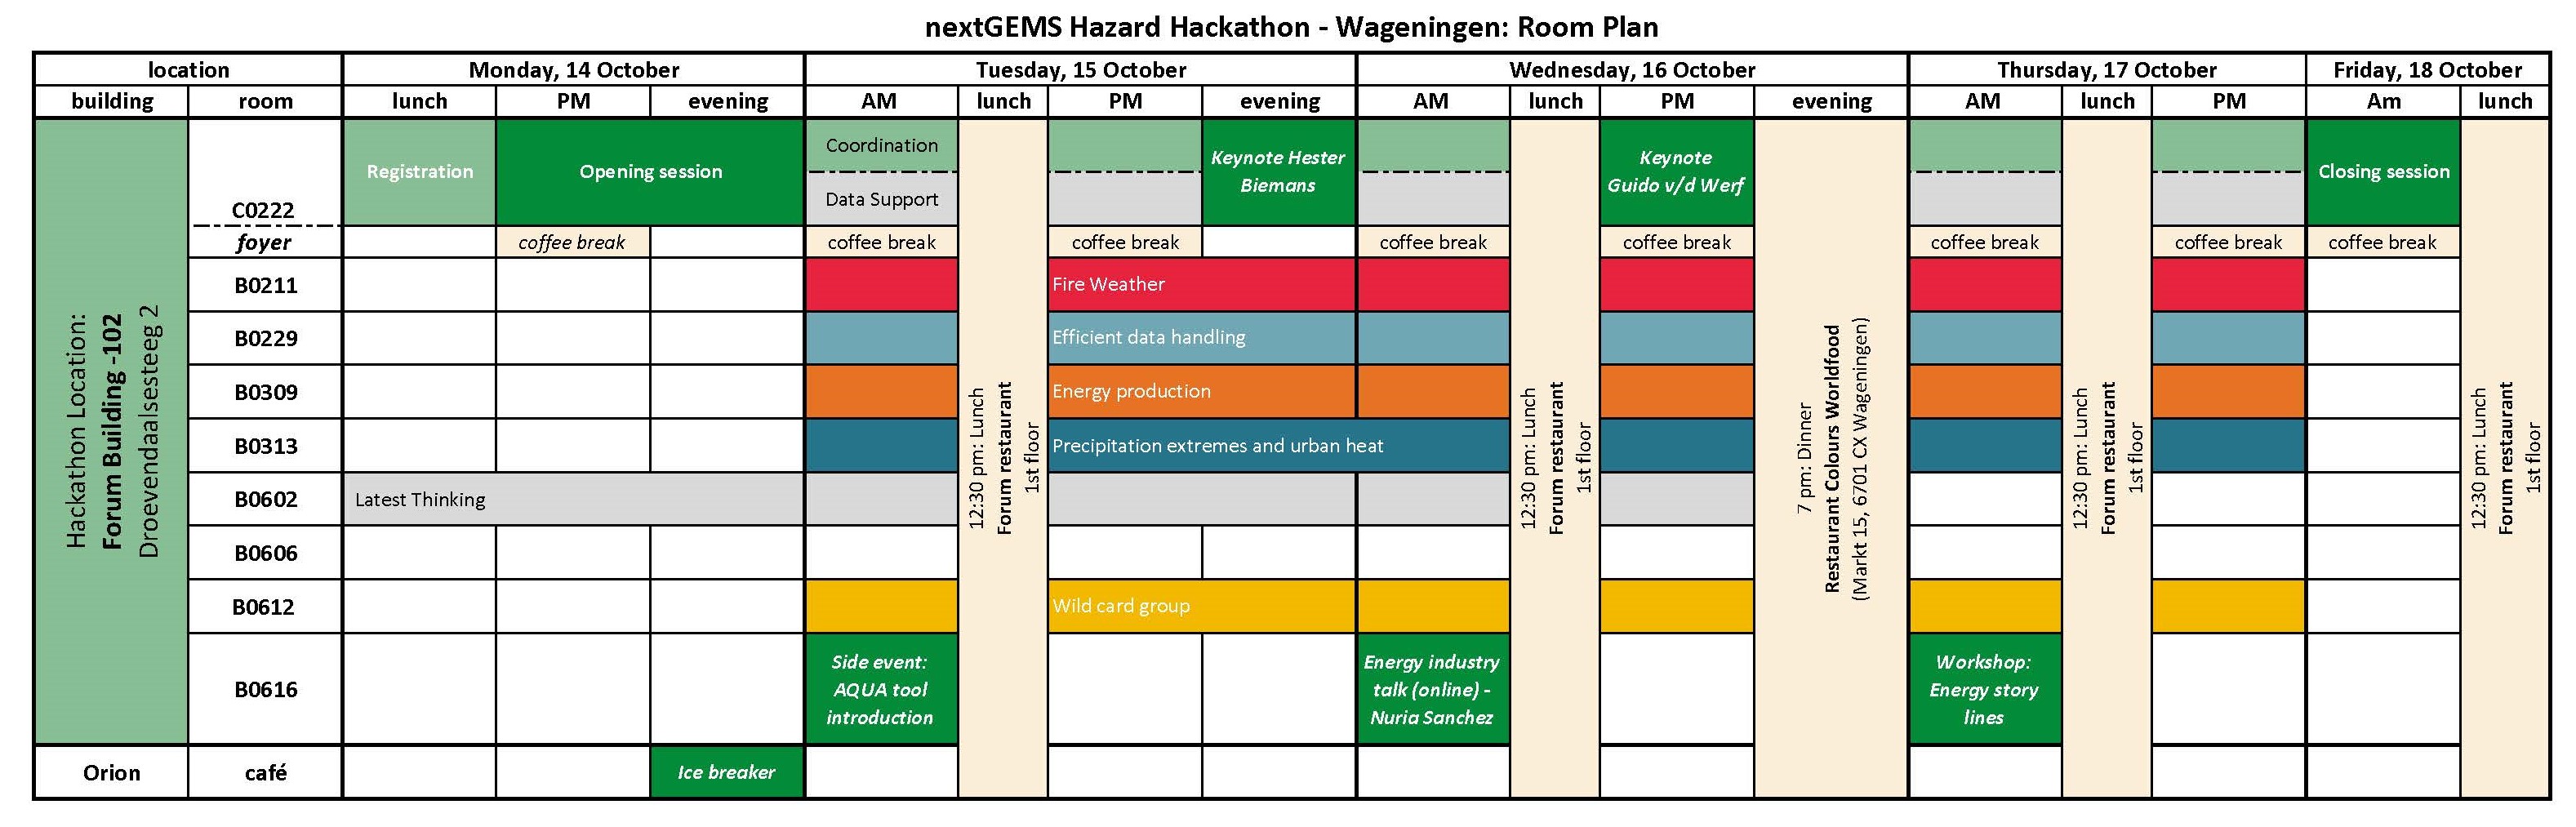 nextGEMS Hazard Hackathon - Wageningen: Room Plan
location Monday, 14 October Tuesday, 15 October Wednesday, 16 October Thursday, 17 October Friday, 18 October
building room lunch PM evening AM lunch PM evening AM lunch PM evening AM lunch PM Am lunch
Hackathon Location:
Forum Building -102
Droevendaalsesteeg 2
C0222
Registration
Opening session
Coordination
Data Support
Keynote Hester
Biemans
Keynote
Guido v/d Werf
Closing session
foyer coffee break coffee break coffee break coffee break coffee break coffee break coffee break coffee break
B0211 Fire Weather
B0229 Efficient data handling
B0309 Energy production
B0313 Precipitation extremes and urban heat
B0602 Latest Thinking
B0606
B0612 Wild card group
B0616
Side event:
AQUA tool
introduction
Energy industry
talk (online) -
Nuria Sanchez
Workshop:
Energy story
lines
12:30 pm: Lunch
Forum restaurant
1st floor
12:30 pm: Lunch
Forum restaurant
1st floor
7 pm: Dinner
Restaurant Colours Worldfood
(Markt 15, 6701 CX Wageningen)
12:30 pm: Lunch
Forum restaurant
1st floor
12:30 pm: Lunch
Forum restaurant
1st floor
Orion café Ice breaker